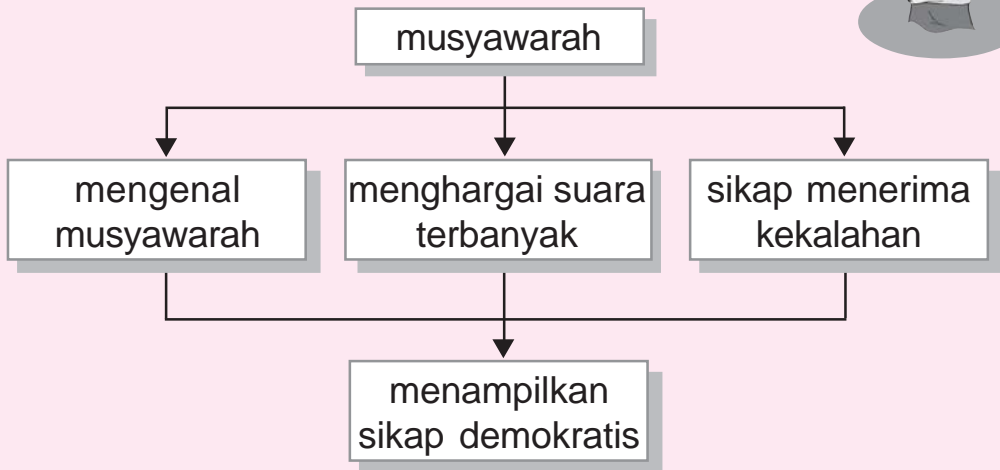 musyawarah
mengenal
musyawarah
menghargai suara
terbanyak
sikap menerima
kekalahan
menampilkan
sikap demokratis